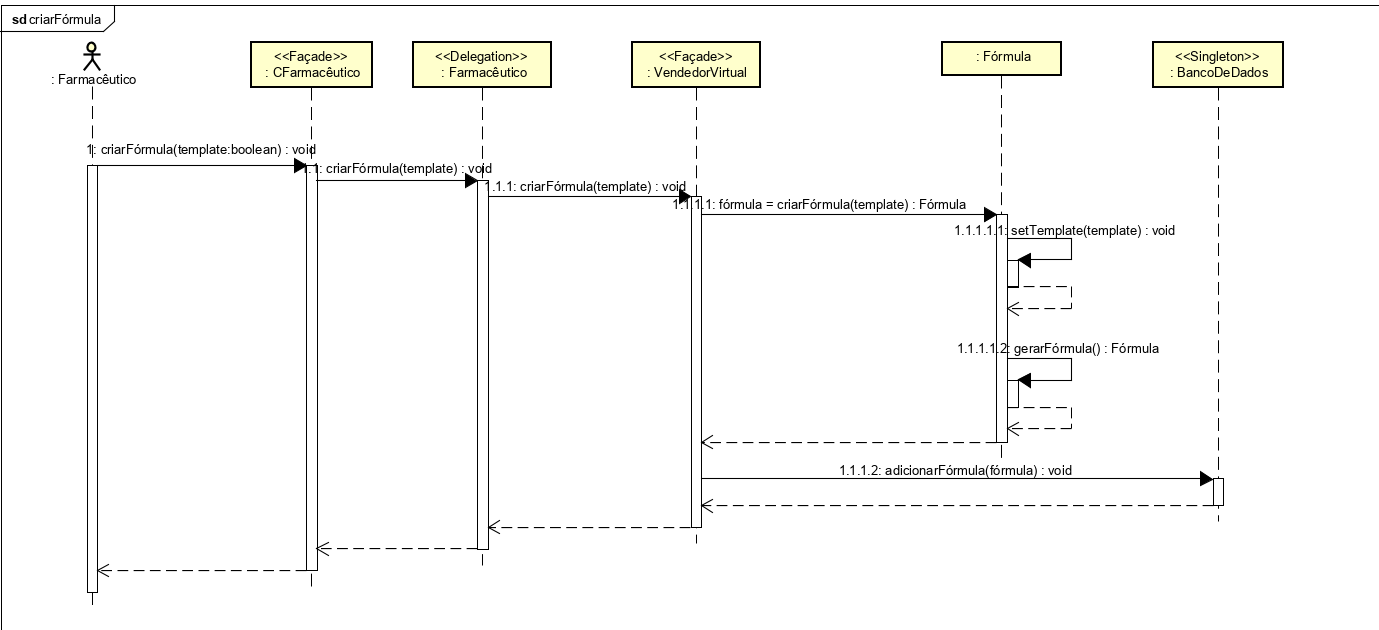 sd criarFórmula
: Farmacêutico
<<Façade>>
: CFarmacêutico
<<Delegation>>
: Farmacêutico
<<Façade>>
: VendedorVirtual
: Fórmula
<<Singleton>>
: BancoDeDados
1: criarFórmula(template:boolean) : void
1.1: criarFórmula(template) : void
1.1.1: criarFórmula(template) : void
1.1.1.1: fórmula = criarFórmula(template) : Fórmula
1.1.1.1.1: setTemplate(template) : void
1.1.1.1.2: gerarFórmula() : Fórmula
1.1.1.2: adicionarFórmula(fórmula) : void